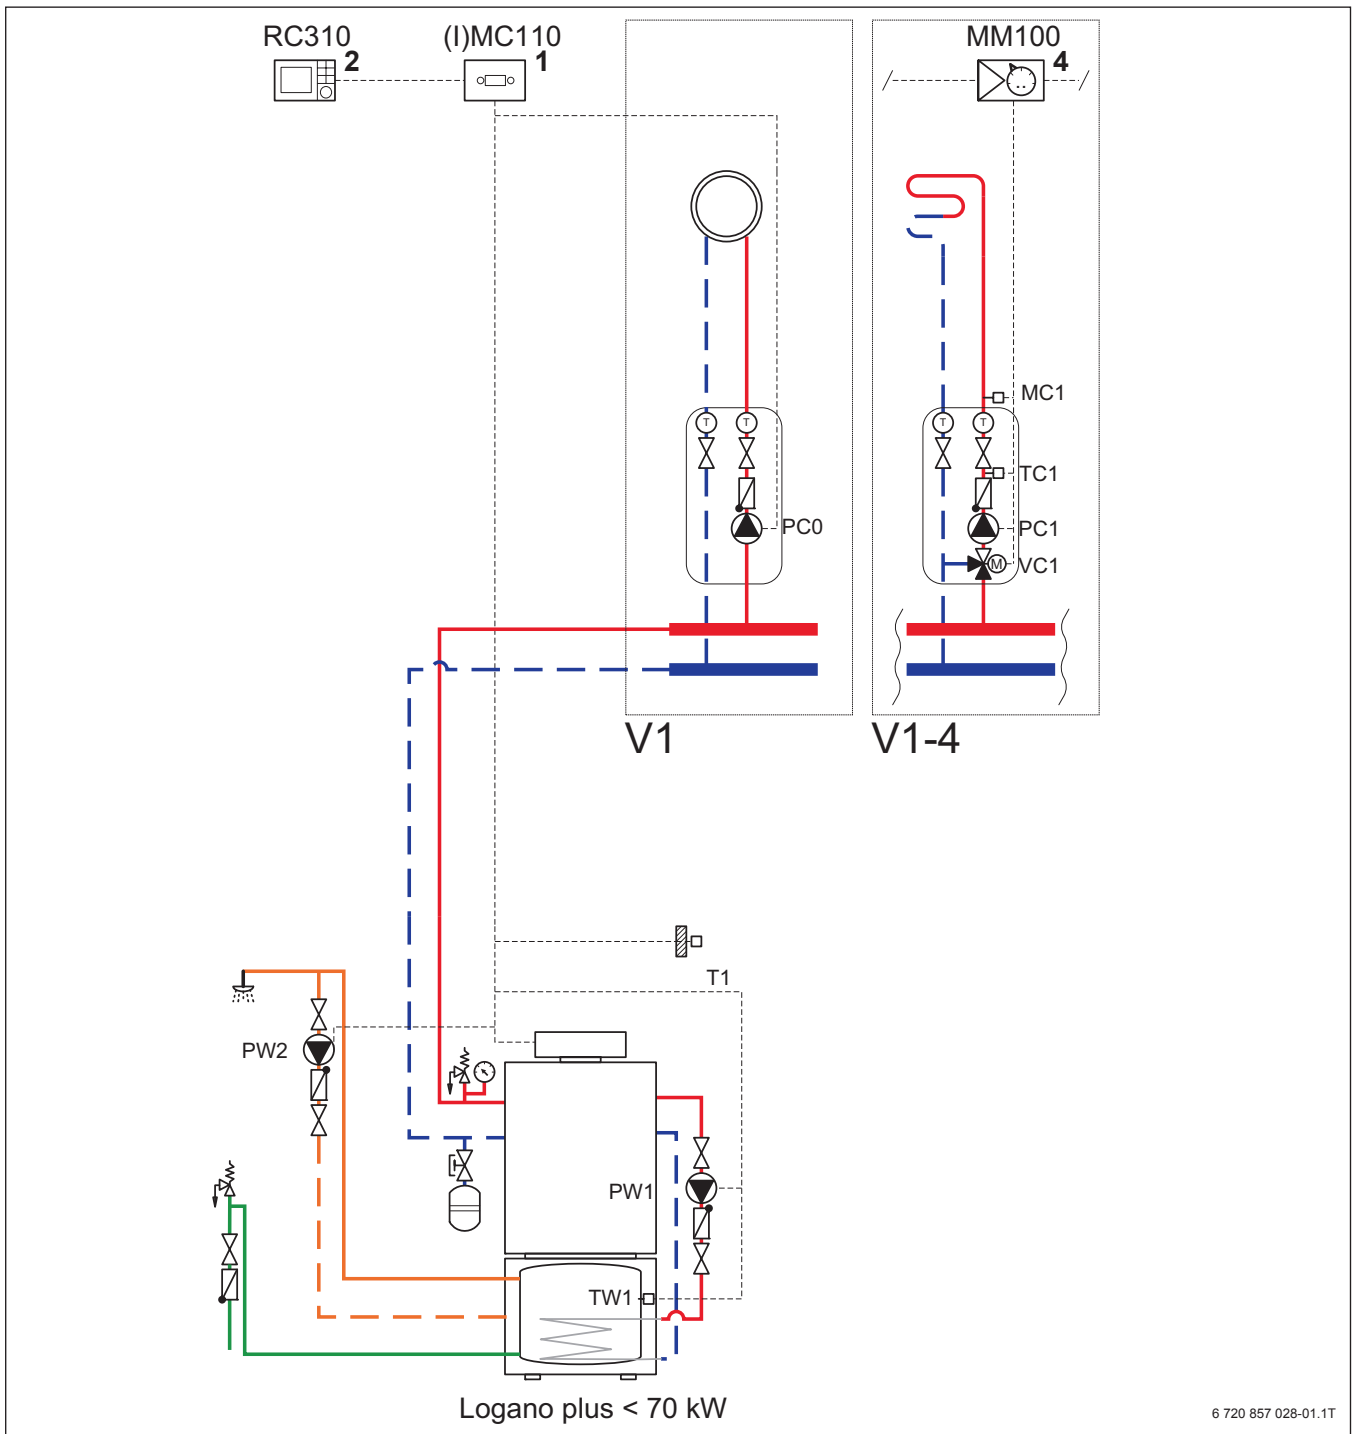 RC310
2
(I)MC110
1
MM100
4
MC1
T
T
T
T
TC1
PC0
PC1
M
VC1
V1
V1-4
T1
PW2
PW1
TW1
Logano plus < 70 kW
6 720 857 028-01.1T